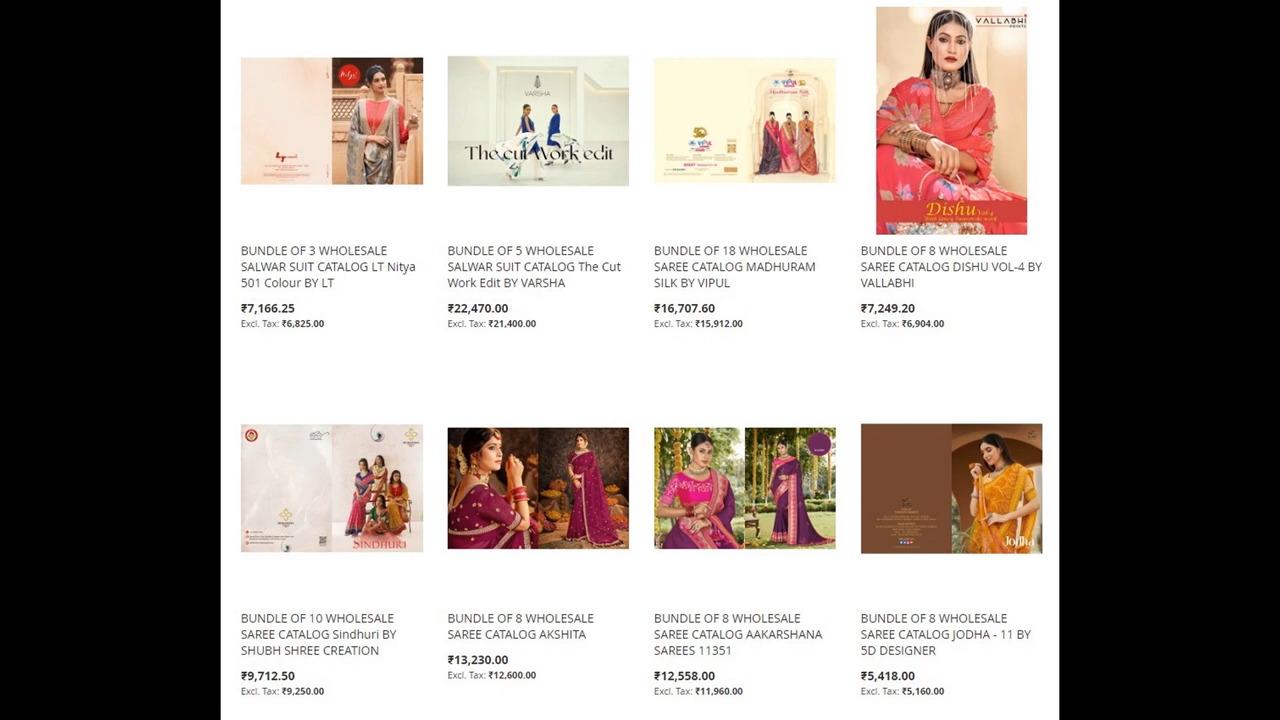 VALLABHI
PRINTS
Nitya
VARSHA
The cut Work edit
Madhuram Silk
Dishu Vol-4
BUNDLE OF 3 WHOLESALE
SALWAR SUIT CATALOG LT Nitya
501 Colour BY LT
₹7,166.25
Excl. Tax: ₹6,825.00
BUNDLE OF 5 WHOLESALE
SALWAR SUIT CATALOG The Cut
Work Edit BY VARSHA
₹22,470.00
Excl. Tax: ₹21,400.00
BUNDLE OF 18 WHOLESALE
SAREE CATALOG MADHURAM
SILK BY VIPUL
₹16,707.60
Excl. Tax: ₹15,912.00
BUNDLE OF 8 WHOLESALE
SAREE CATALOG DISHU VOL-4 BY
VALLABHI
₹7,249.20
Excl. Tax: ₹6,904.00
SINDHURI
Jodha
BUNDLE OF 10 WHOLESALE
SAREE CATALOG Sindhuri BY
SHUBH SHREE CREATION
₹9,712.50
Excl. Tax: ₹9,250.00
BUNDLE OF 8 WHOLESALE
SAREE CATALOG AKSHITA
₹13,230.00
Excl. Tax: ₹12,600.00
BUNDLE OF 8 WHOLESALE
SAREE CATALOG AAKARSHANA
SAREES 11351
₹12,558.00
Excl. Tax: ₹11,960.00
BUNDLE OF 8 WHOLESALE
SAREE CATALOG JODHA - 11 BY
5D DESIGNER
₹5,418.00
Excl. Tax: ₹5,160.00